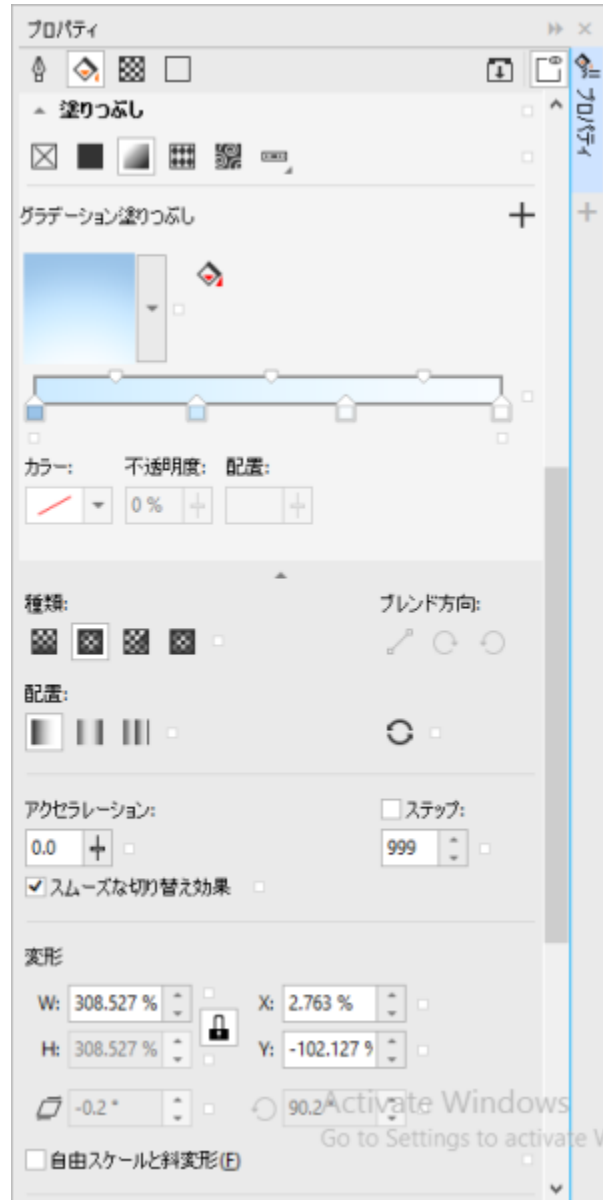 プロパティ
プロパティ
塗りつぶし
グラデーション塗りつぶし
カラー: 不透明度: 配置:
0 %
種類: ブレンド方向:
配置:
アクセラレーション: ステップ:
0.0 999
スムーズな切り替え効果
変形
W: 308.527 % X: 2.763 %
H: 308.527 % Y: -102.127 %
-0.2 ° 90.2
Activate Windows
Go to Settings to activate W
自由スケールと斜変形(F)